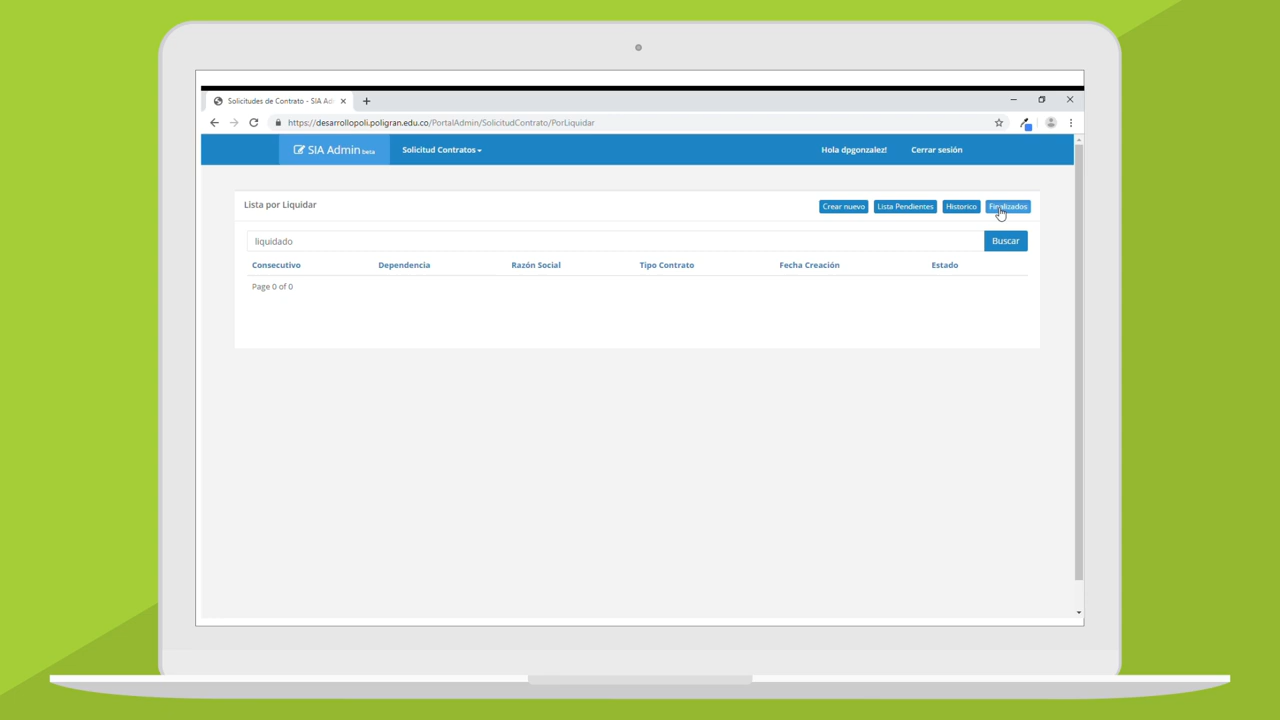 Solicitudes de Contrato - SIA Ad
https://desarrollopoli.poligran.edu.co/PortalAdmin/SolicitudContrato/PorLiquidar
SIA Admin beta Solicitud Contratos Hola dpgonzalez! Cerrar sesión
Lista por Liquidar Crear nuevo Lista Pendientes Historico Finalizados
liquidado Buscar
Consecutivo Dependencia Razón Social Tipo Contrato Fecha Creación Estado
Page 0 of 0